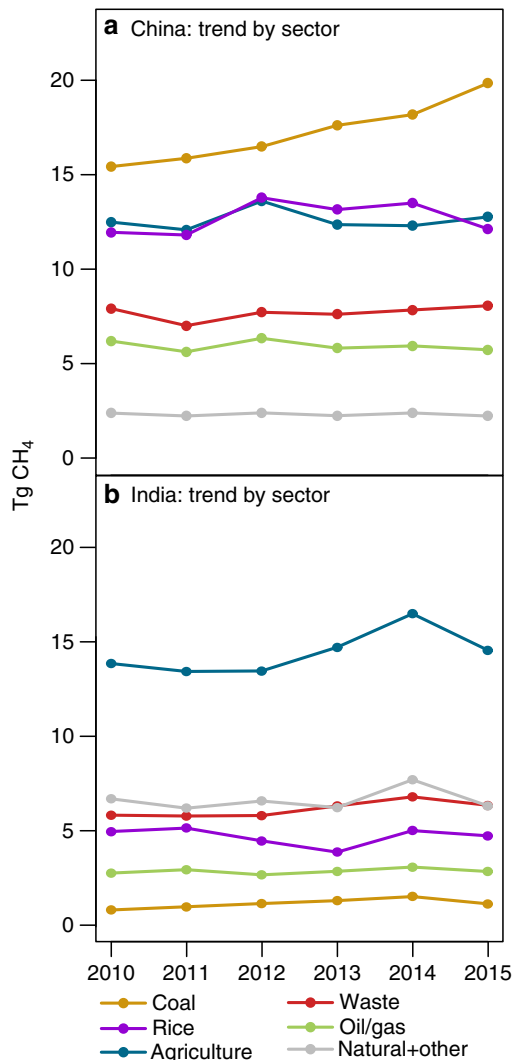 a China: trend by sector
20
15
10
5
0
Tg CH₄
b India: trend by sector
20
15
10
5
0
2010 2011 2012 2013 2014 2015
Coal Waste
Rice Oil/gas
Agriculture Natural+other